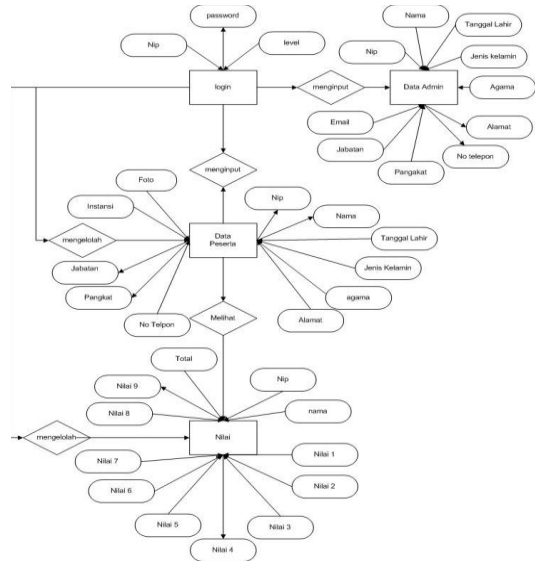 password
Nama
Tanggal Lahir
Nip
level
Nip
Jenis kelamin
login
menginput
Data Admin
Agama
Email
Alamat
Jabatan
No telepon
Pangakat
menginput
Foto
Nip
Instansi
Nama
mengelolah
Data
Peserta
Tanggal Lahir
Jabatan
Jenis Kelamin
Pangkat
agama
No Telpon
Melihat
Alamat
Total
Nilai 9
Nip
Nilai 8
nama
mengelolah
Nilai
Nilai 7
Nilai 1
Nilai 6
Nilai 2
Nilai 5
Nilai 3
Nilai 4